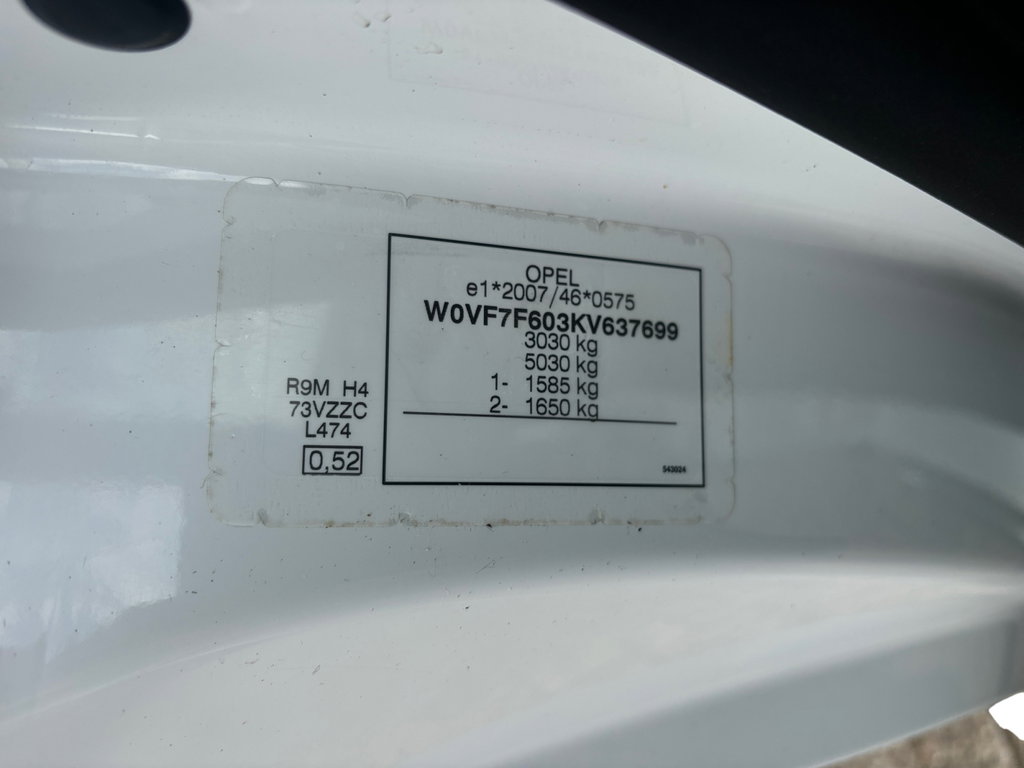 OPEL
e1*2007/46*0575
W0VF7F603KV637699
3030 kg
5030 kg
1- 1585 kg
2- 1650 kg
R9M H4
73VZZC
L474
0,52
543024